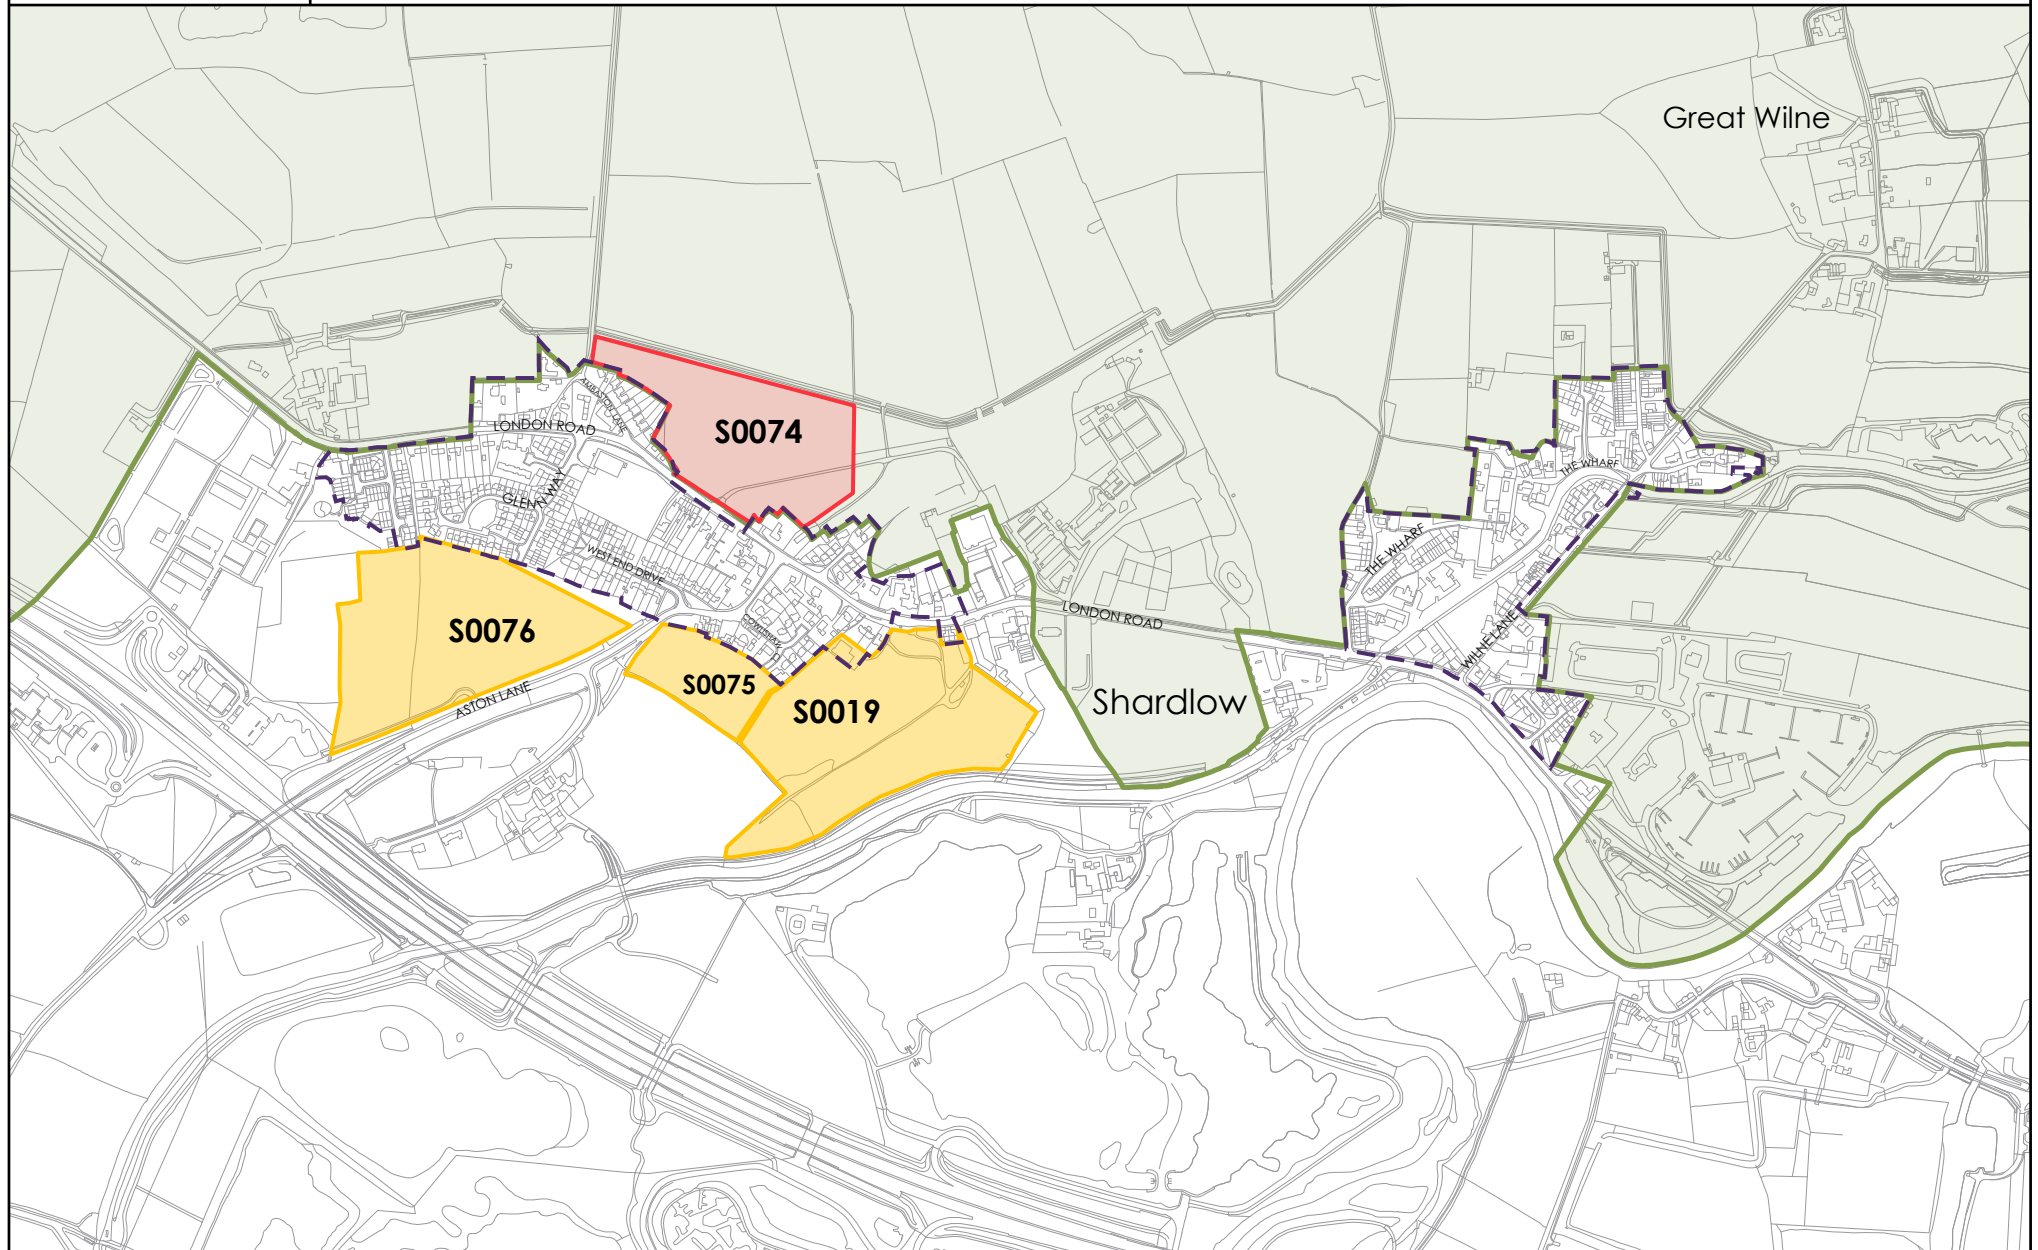 Great Wilne
AMBASTON LANE
LONDON ROAD
S0074
GLENN WAY
THE WHARF
THE WHARF
WEST END DRIVE
LONDON ROAD
S0076
WILNE LANE
S0075
ASTON LANE
S0019
Shardlow